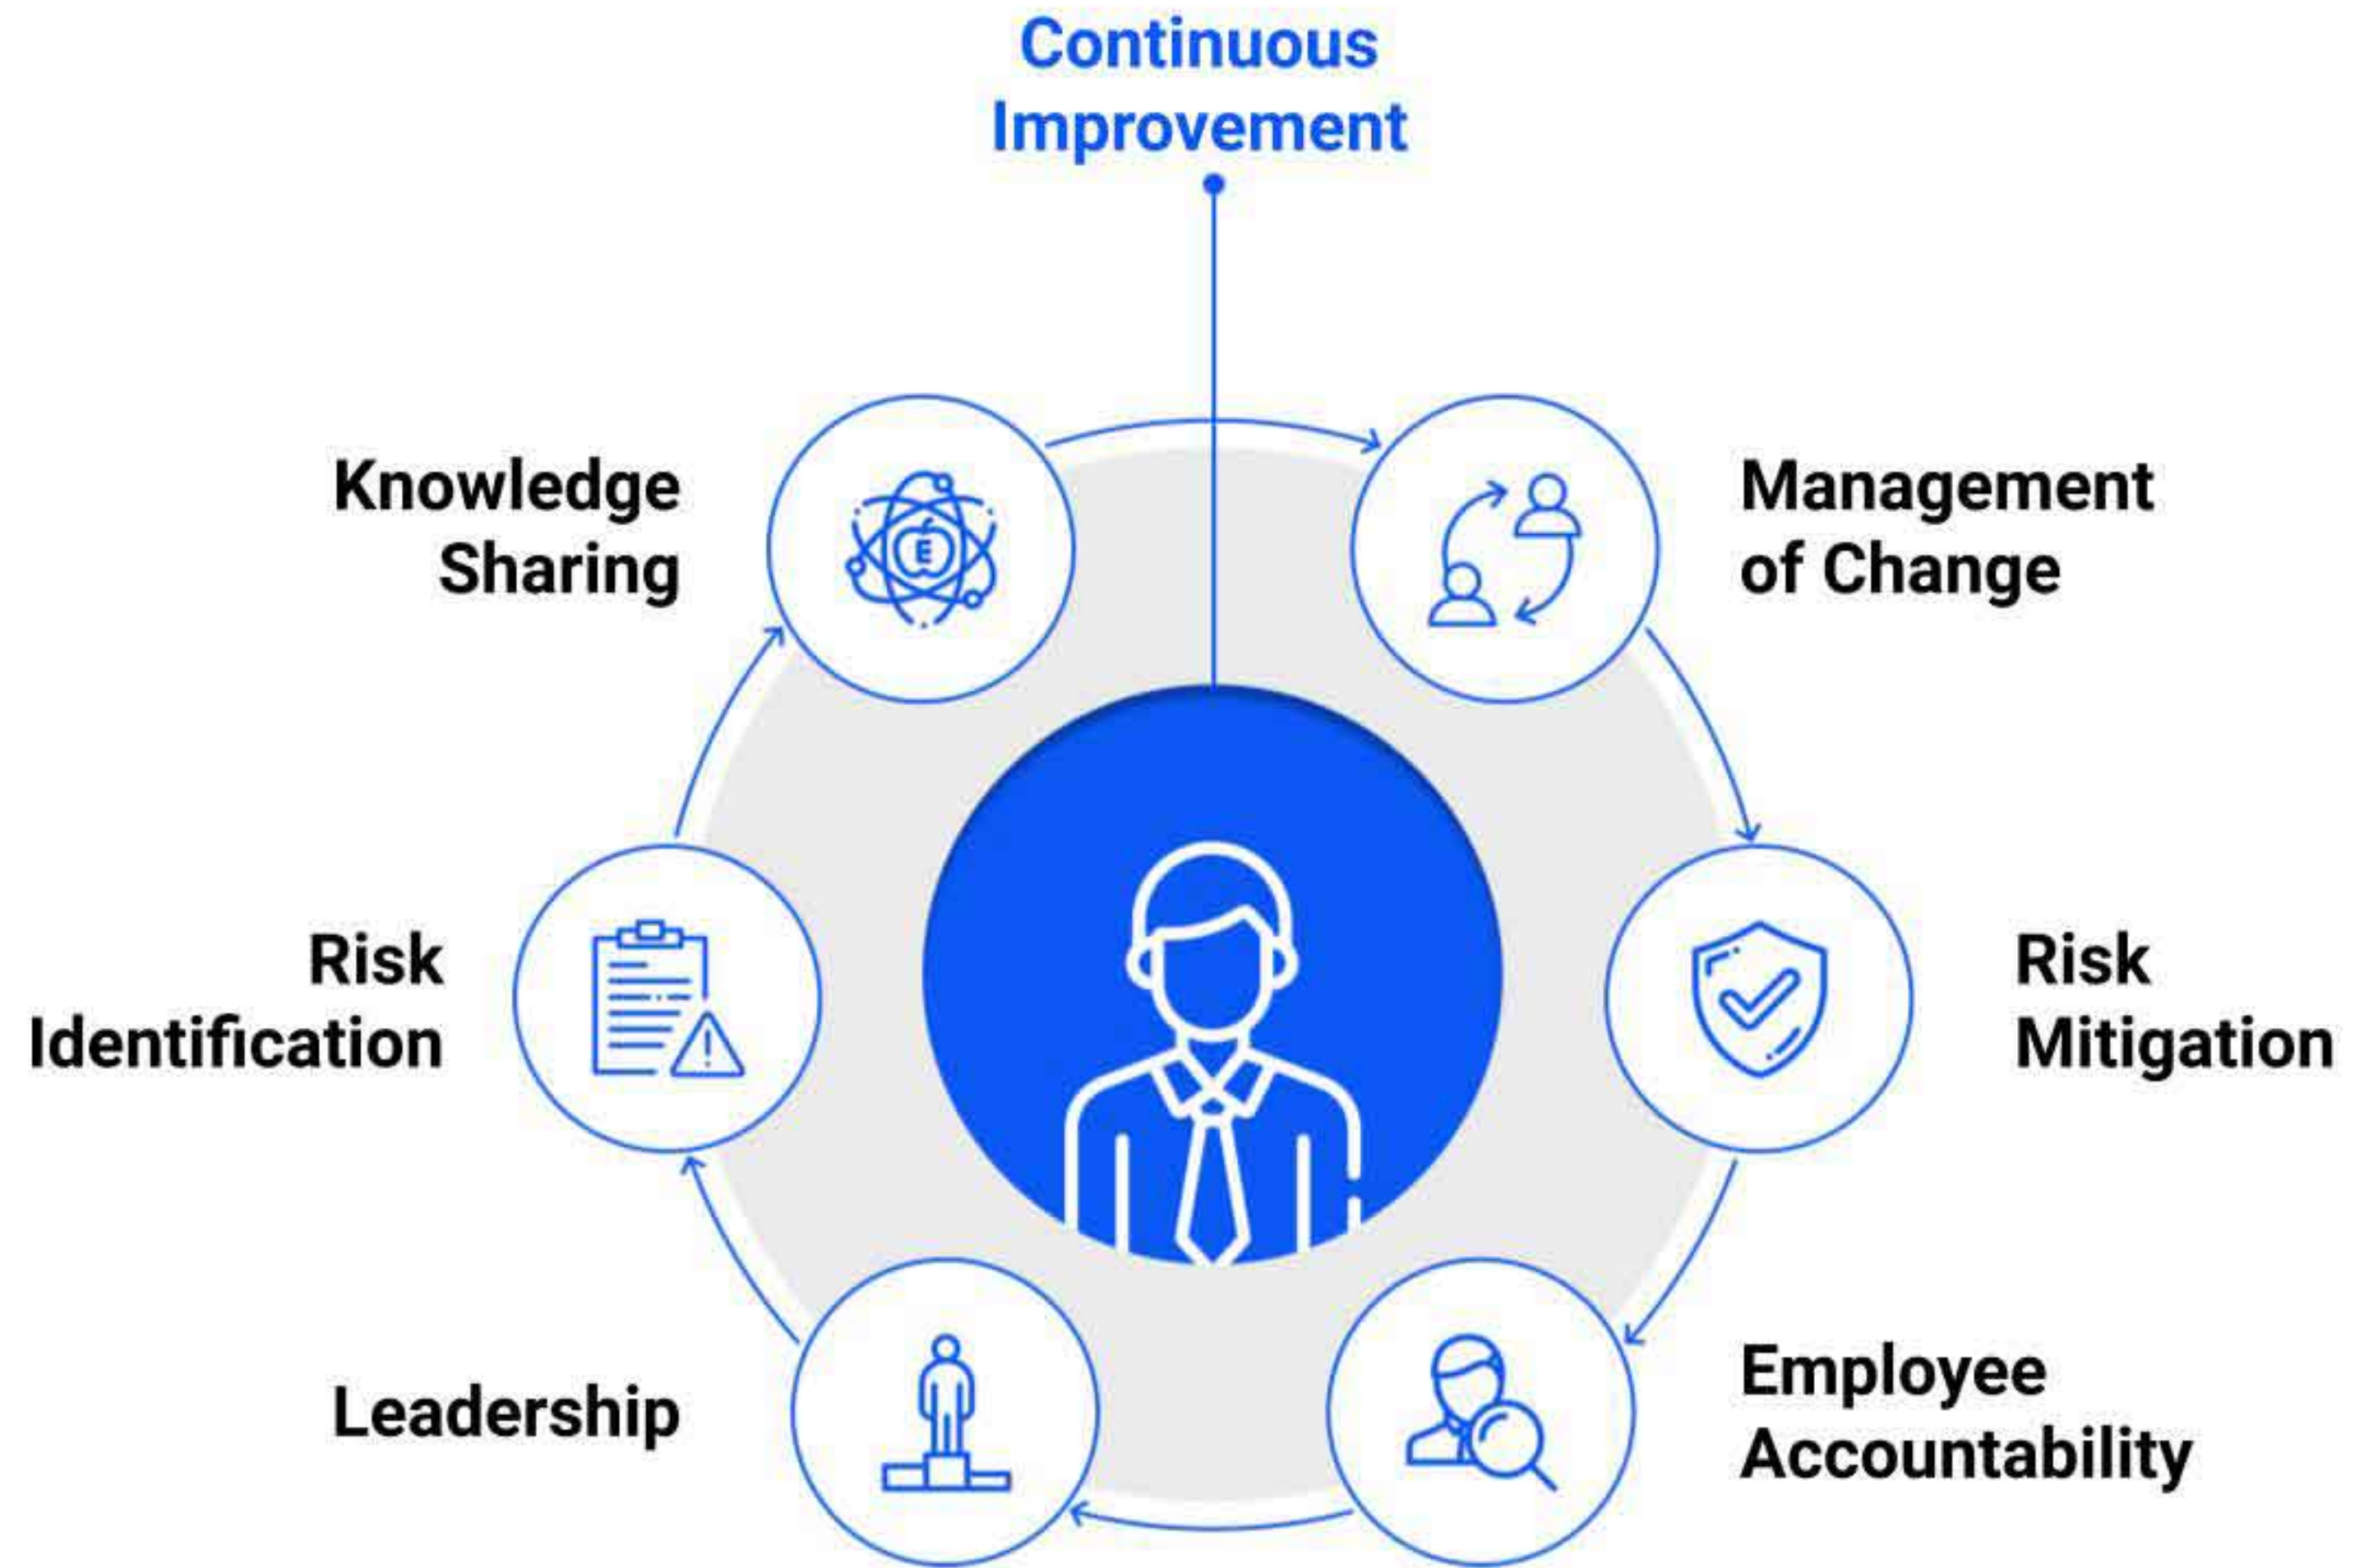 Continuous
Improvement
Knowledge
Sharing
E
Management
of Change
Risk
Identification
Risk
Mitigation
Leadership
Employee
Accountability